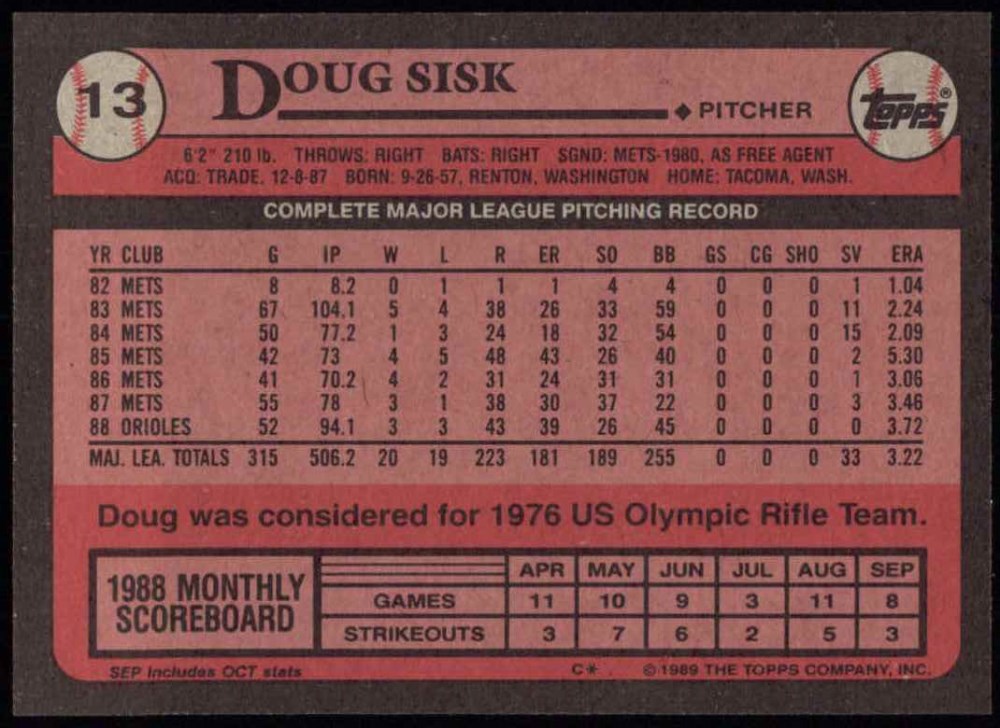 13
DOUG SISK
◆ PITCHER
Topps®
6'2" 210 lb. THROWS: RIGHT BATS: RIGHT SGND: METS-1980, AS FREE AGENT
ACQ: TRADE, 12-8-87 BORN: 9-26-57, RENTON, WASHINGTON HOME: TACOMA, WASH.
COMPLETE MAJOR LEAGUE PITCHING RECORD
YR CLUB G IP W L R ER SO BB GS CG SHO SV ERA
82 METS 8 8.2 0 1 1 1 4 4 0 0 0 1 1.04
83 METS 67 104.1 5 4 38 26 33 59 0 0 0 11 2.24
84 METS 50 77.2 1 3 24 18 32 54 0 0 0 15 2.09
85 METS 42 73 4 5 48 43 26 40 0 0 0 2 5.30
86 METS 41 70.2 4 2 31 24 31 31 0 0 0 1 3.06
87 METS 55 78 3 1 38 30 37 22 0 0 0 3 3.46
88 ORIOLES 52 94.1 3 3 43 39 26 45 0 0 0 0 3.72
MAJ. LEA. TOTALS 315 506.2 20 19 223 181 189 255 0 0 0 33 3.22
Doug was considered for 1976 US Olympic Rifle Team.
1988 MONTHLY
SCOREBOARD
APR MAY JUN JUL AUG SEP
GAMES 11 10 9 3 11 8
STRIKEOUTS 3 7 6 2 5 3
SEP Includes OCT stats
C*
© 1989 THE TOPPS COMPANY, INC.